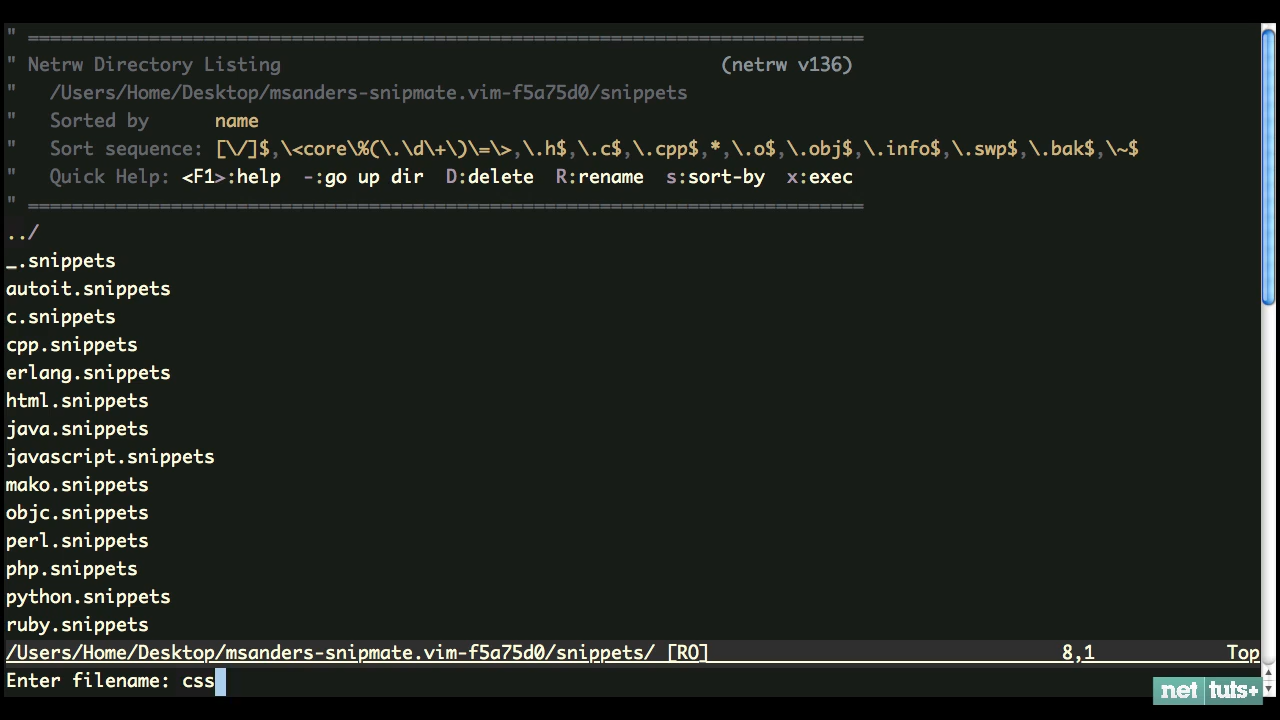 " ============================================================================
" Netrw Directory Listing                                        (netrw v136)
"   /Users/Home/Desktop/msanders-snipmate.vim-f5a75d0/snippets
"   Sorted by      name
"   Sort sequence: [\/]$,\<core\%(\.\d\+\)\=\>,\.h$,\.c$,\.cpp$,*,\.o$,\.obj$,\.info$,\.swp$,\.bak$,\~$
"   Quick Help: <F1>:help  -:go up dir  D:delete  R:rename  s:sort-by  x:exec
" ============================================================================
../
_.snippets
autoit.snippets
c.snippets
cpp.snippets
erlang.snippets
html.snippets
java.snippets
javascript.snippets
mako.snippets
objc.snippets
perl.snippets
php.snippets
python.snippets
ruby.snippets
/Users/Home/Desktop/msanders-snipmate.vim-f5a75d0/snippets/ [RO]                                8,1            Top
Enter filename: css
net tuts+